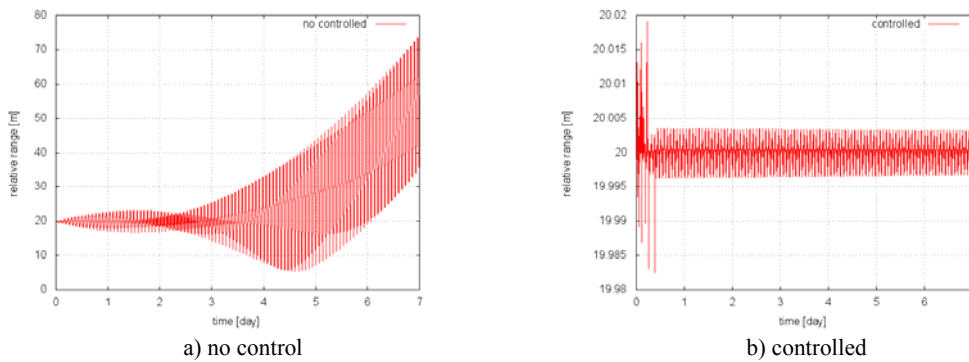 no controlled
relative range [m]
80
70
60
50
40
30
20
10
0
0 1 2 3 4 5 6 7
time [day]
a) no control
controlled
relative range [m]
20.02
20.015
20.01
20.005
20
19.995
19.99
19.985
19.98
0 1 2 3 4 5 6
time [day]
b) controlled